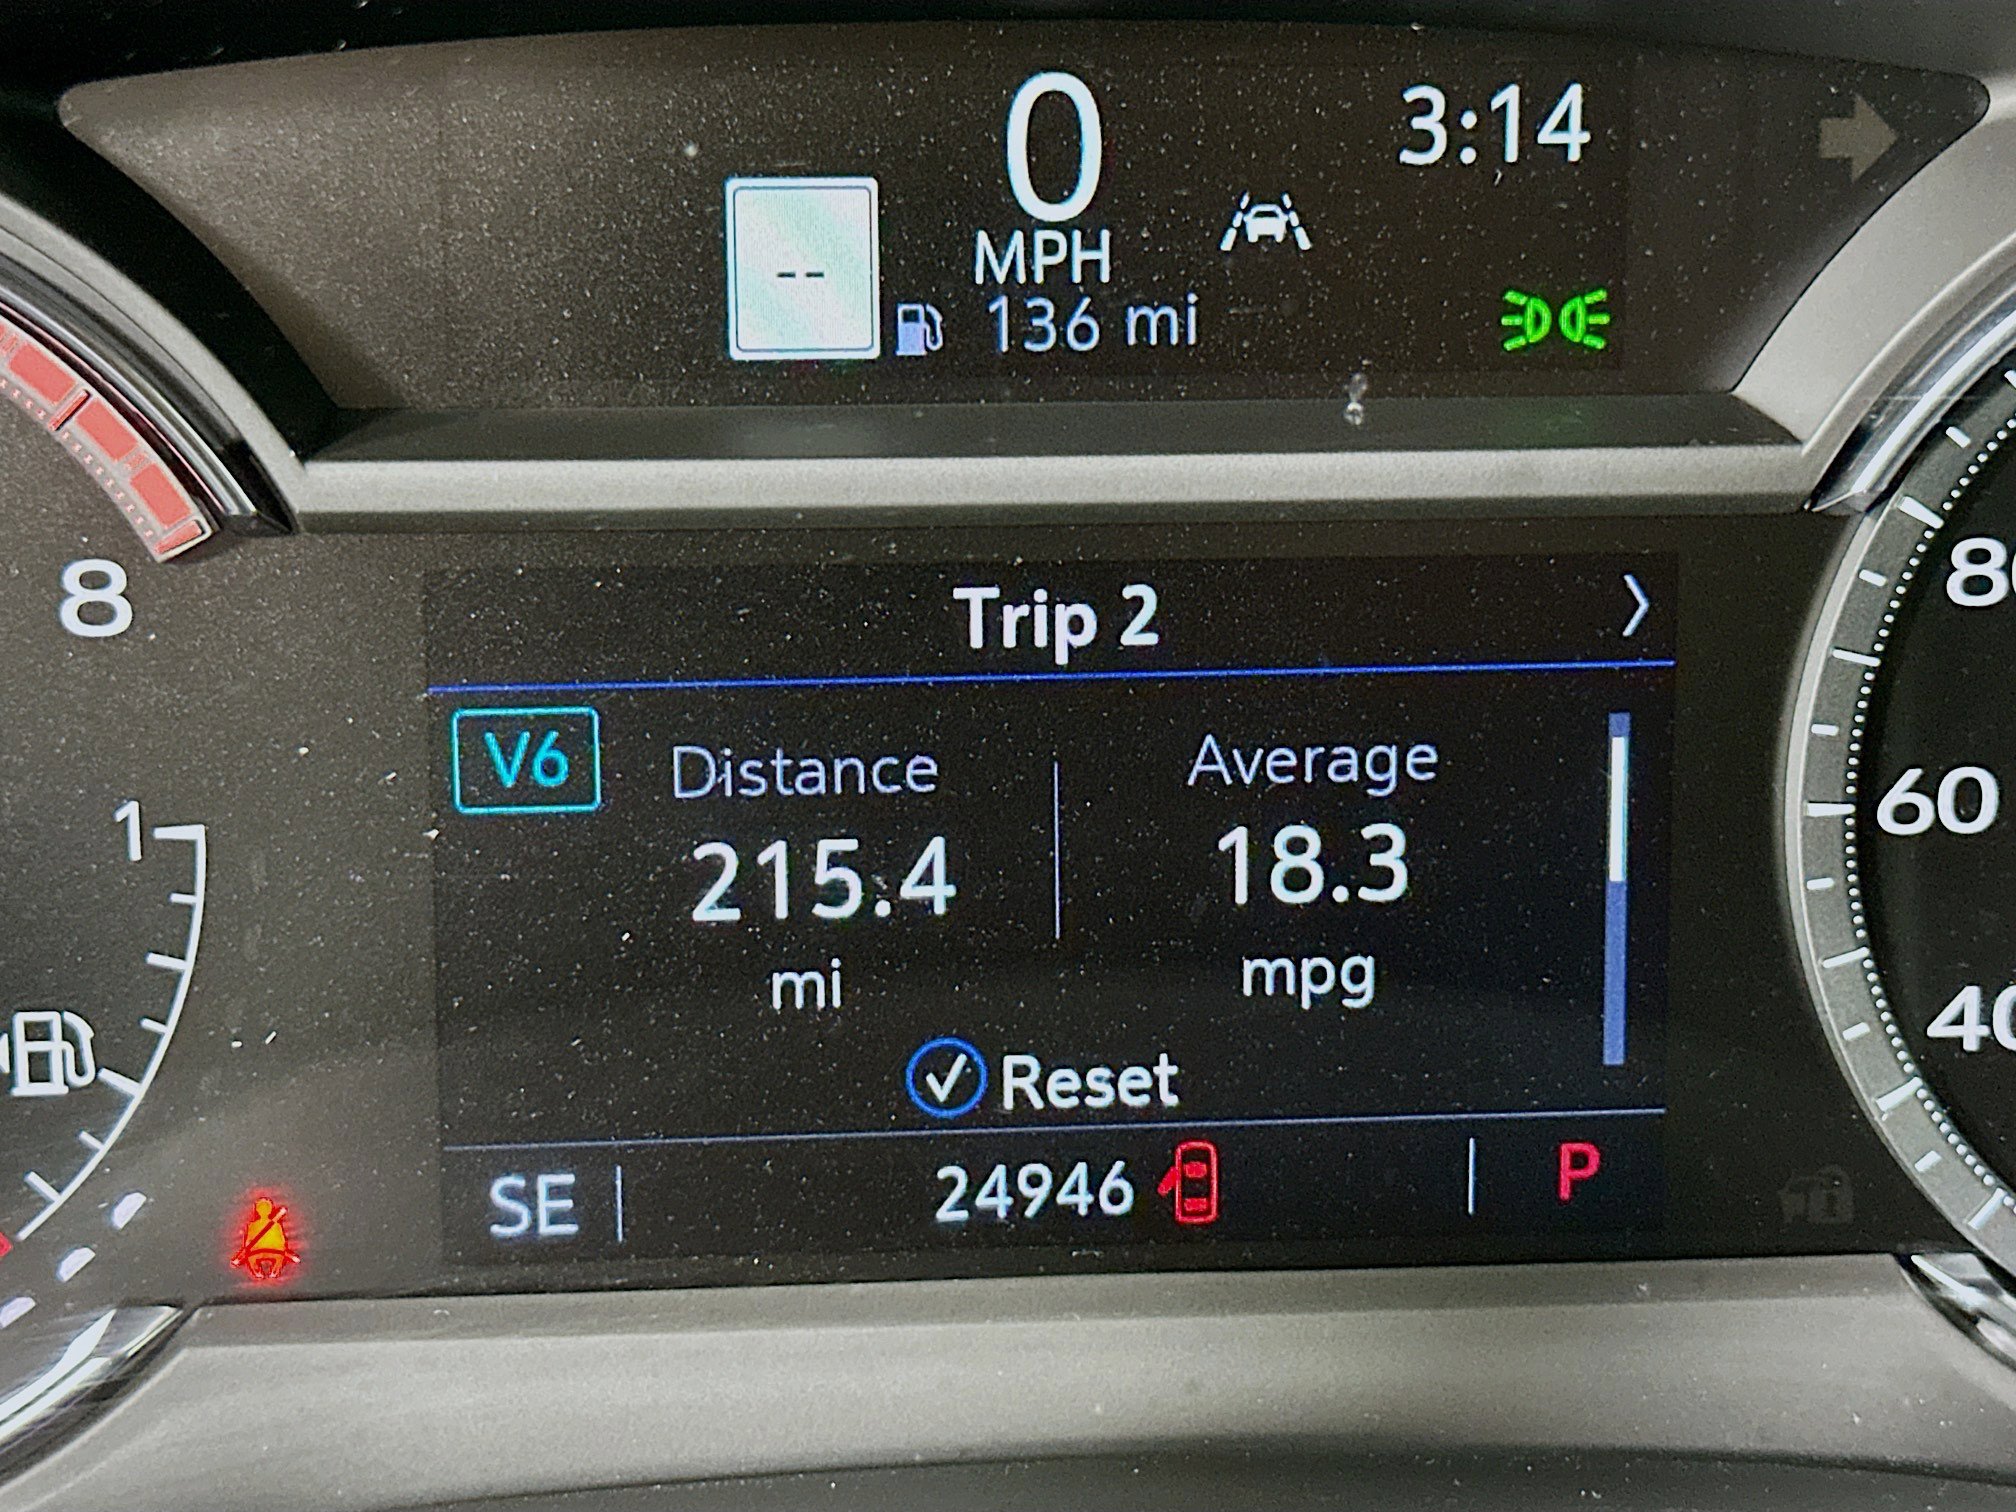 0
3:14
--
MPH
136 mi
8
Trip 2
V6
Distance
Average
1
215.4
18.3
mi
mpg
60
Reset
40
SE
24946
P